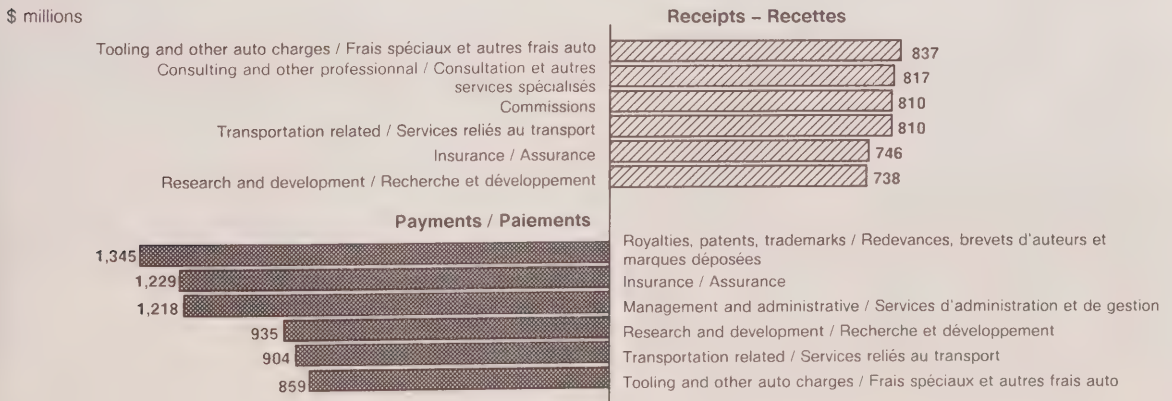 $ millions
Receipts – Recettes
Tooling and other auto charges / Frais spéciaux et autres frais auto 837
Consulting and other professionnal / Consultation et autres
services spécialisés 817
Commissions 810
Transportation related / Services reliés au transport 810
Insurance / Assurance 746
Research and development / Recherche et développement 738
Payments / Paiements
1,345 Royalties, patents, trademarks / Redevances, brevets d'auteurs et
marques déposées
1,229 Insurance / Assurance
1,218 Management and administrative / Services d'administration et de gestion
935 Research and development / Recherche et développement
904 Transportation related / Services reliés au transport
859 Tooling and other auto charges / Frais spéciaux et autres frais auto